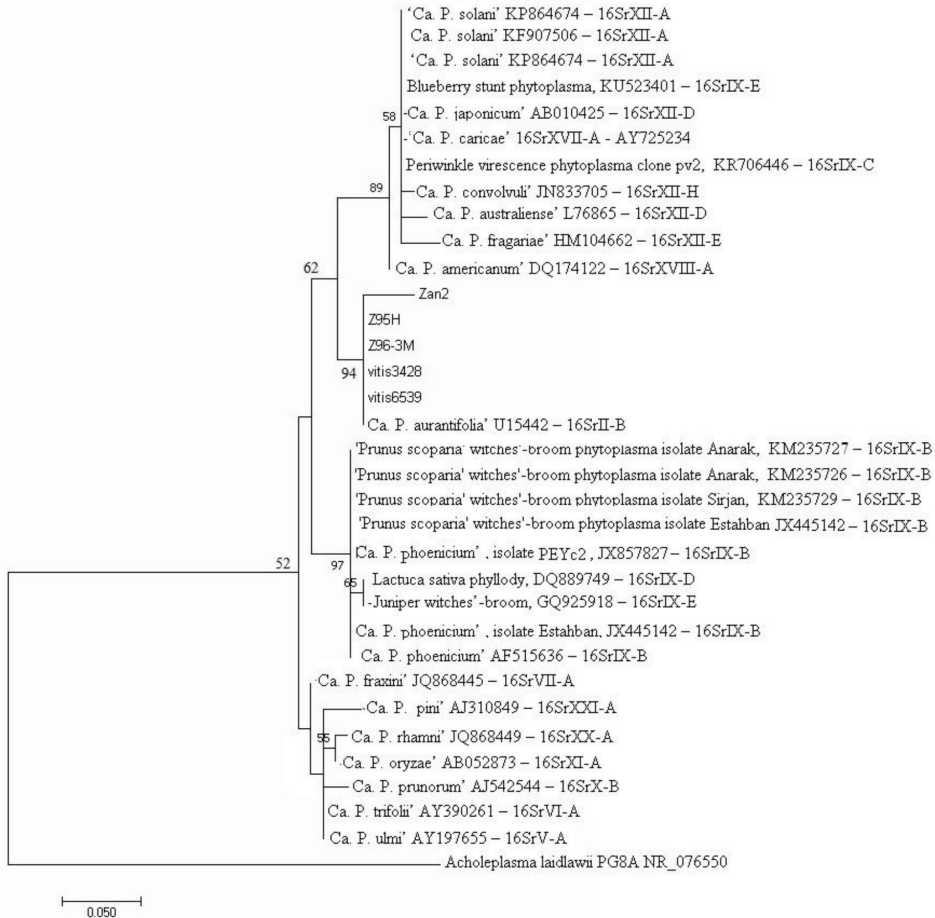 ‘Ca. P. solani’ KP864674 – 16SrXII-A
Ca. P. solani’ KF907506 – 16SrXII-A
‘Ca. P. solani’ KP864674 – 16SrXII-A
Blueberry stunt phytoplasma, KU523401 – 16SrIX-E
58
Ca. P. japonicum’ AB010425 – 16SrXII-D
‘Ca. P. caricae’ 16SrXVII-A - AY725234
Periwinkle virescence phytoplasma clone pv2, KR706446 – 16SrIX-C
89
Ca. P. convolvuli’ JN833705 – 16SrXII-H
Ca. P. australiense’ L76865 – 16SrXII-D
Ca. P. fragariae’ HM104662 – 16SrXII-E
62
Ca. P. americanum’ DQ174122 – 16SrXVIII-A
Zan2
Z95H
Z96-3M
94
vitis3428
vitis6539
Ca. P. aurantifolia’ U15442 – 16SrII-B
'Prunus scoparia' witches'-broom phytoplasma isolate Anarak, KM235727 – 16SrIX-B
'Prunus scoparia' witches'-broom phytoplasma isolate Anarak, KM235726 – 16SrIX-B
'Prunus scoparia' witches'-broom phytoplasma isolate Sirjan, KM235729 – 16SrIX-B
'Prunus scoparia' witches'-broom phytoplasma isolate Estahban JX445142 – 16SrIX-B
52
97
Ca. P. phoenicium’ , isolate PEYc2 , JX857827 – 16SrIX-B
65
Lactuca sativa phyllody, DQ889749 – 16SrIX-D
Juniper witches’-broom, GQ925918 – 16SrIX-E
Ca. P. phoenicium’ , isolate Estahban, JX445142 – 16SrIX-B
Ca. P. phoenicium’ AF515636 – 16SrIX-B
Ca. P. fraxini’ JQ868445 – 16SrVII-A
Ca. P. pini’ AJ310849 – 16SrXXI-A
55
Ca. P. rhamni’ JQ868449 – 16SrXX-A
Ca. P. oryzae’ AB052873 – 16SrXI-A
Ca. P. prunorum’ AJ542544 – 16SrX-B
Ca. P. trifolii’ AY390261 – 16SrVI-A
Ca. P. ulmi’ AY197655 – 16SrV-A
Acholeplasma laidlawii PG8A NR_076550
0.050